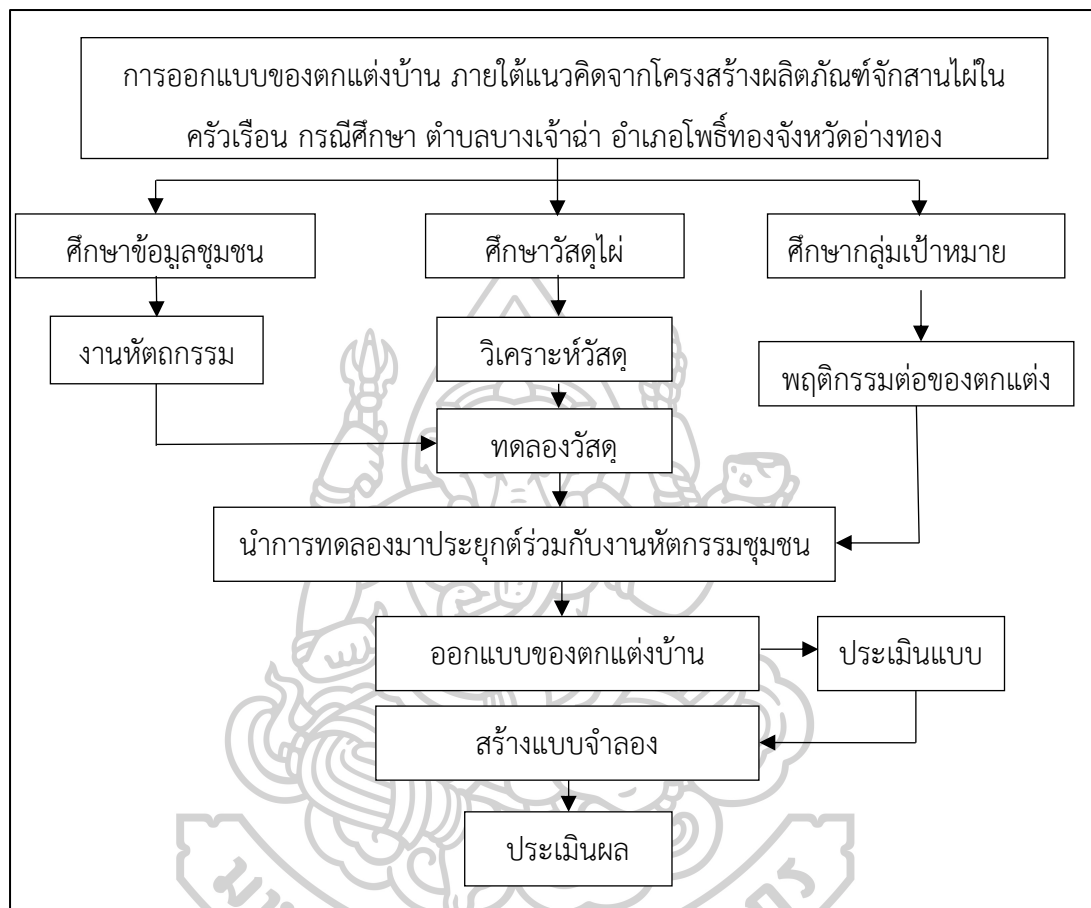 การออกแบบของตกแต่งบ้าน ภายใต้แนวคิดจากโครงสร้างผลิตภัณฑ์จักสานไผ่ใน
ครัวเรือน กรณีศึกษา ตำบลบางเจ้าฉ่า อำเภอโพธิ์ทองจังหวัดอ่างทอง
ศึกษาข้อมูลชุมชน
ศึกษาวัสดุไผ่
ศึกษากลุ่มเป้าหมาย
งานหัตถกรรม
วิเคราะห์วัสดุ
พฤติกรรมต่อของตกแต่ง
ทดลองวัสดุ
นำการทดลองมาประยุกต์ร่วมกับงานหัตกรรมชุมชน
ออกแบบของตกแต่งบ้าน
ประเมินแบบ
สร้างแบบจำลอง
ประเมินผล